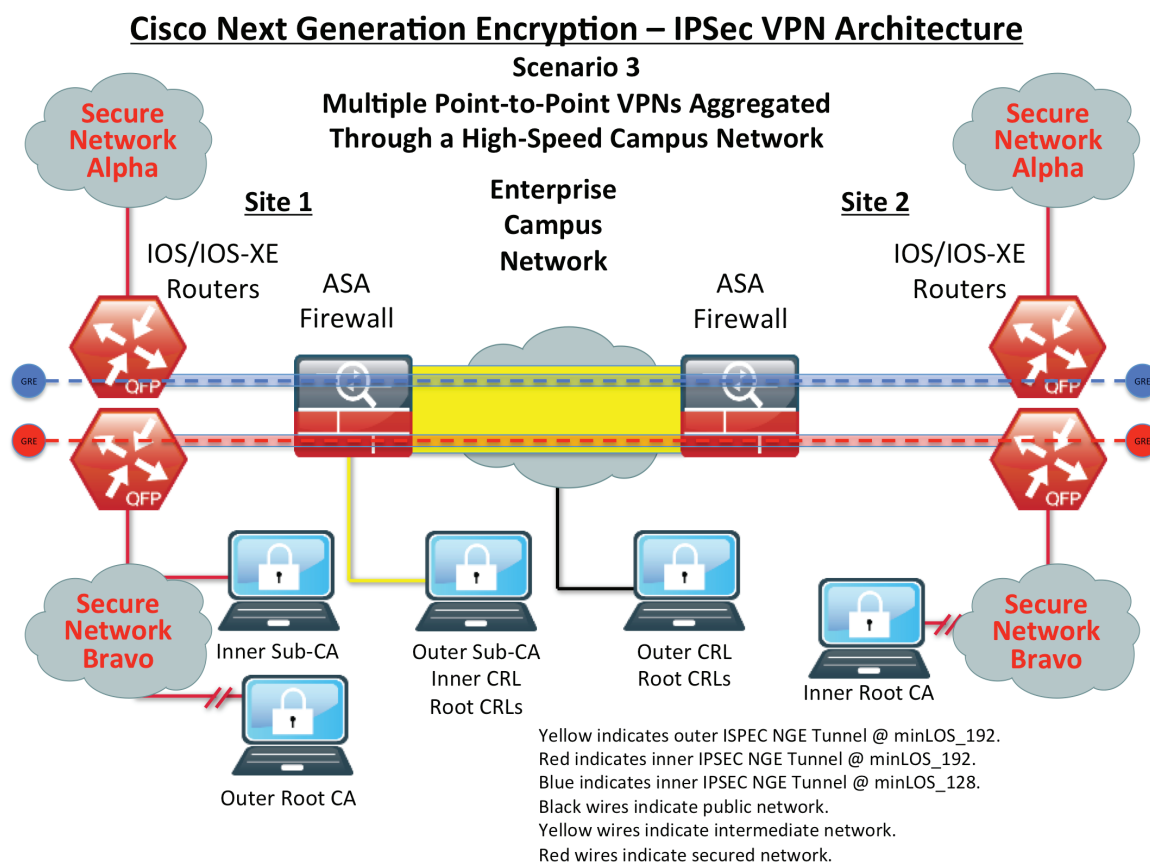 Cisco Next Generation Encryption – IPSec VPN Architecture
Scenario 3
Multiple Point-to-Point VPNs Aggregated
Through a High-Speed Campus Network
Secure
Network
Alpha
Secure
Network
Alpha
Site 1
Enterprise
Campus
Network
Site 2
IOS/IOS-XE
Routers
ASA
Firewall
ASA
Firewall
IOS/IOS-XE
Routers
QFP
QFP
GRE
GRE
GRE
GRE
QFP
QFP
Secure
Network
Bravo
Inner Sub-CA
Outer Sub-CA
Inner CRL
Root CRLs
Outer CRL
Root CRLs
Inner Root CA
Secure
Network
Bravo
Outer Root CA
Yellow indicates outer ISPEC NGE Tunnel @ minLOS_192.
Red indicates inner IPSEC NGE Tunnel @ minLOS_192.
Blue indicates inner IPSEC NGE Tunnel @ minLOS_128.
Black wires indicate public network.
Yellow wires indicate intermediate network.
Red wires indicate secured network.